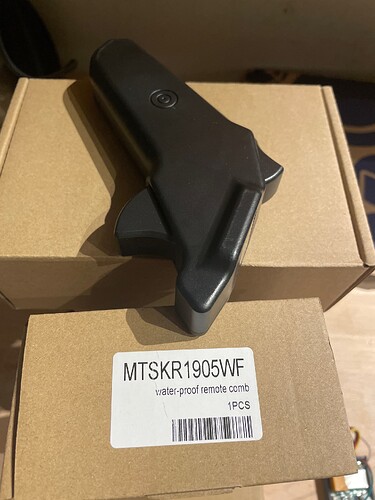 MTSKR1905WF
water-proof remote comb
1PCS